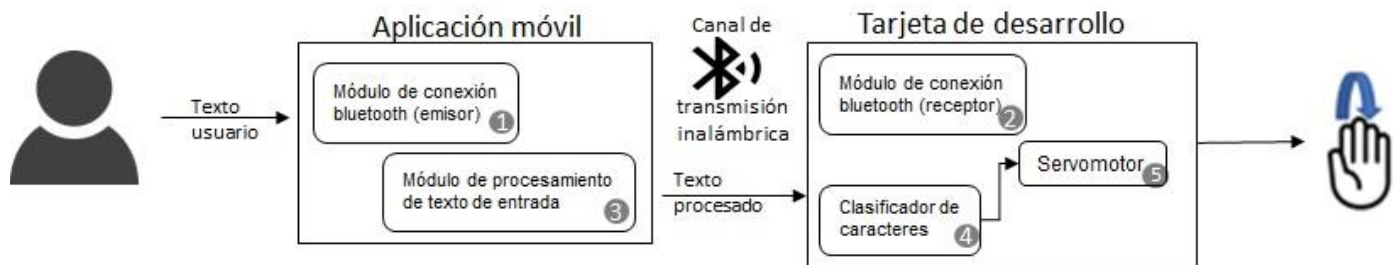 Aplicación móvil
Canal de
transmisión
inalámbrica
Tarjeta de desarrollo
Texto
usuario
Módulo de conexión
bluetooth (emisor)
1
Módulo de procesamiento
de texto de entrada
3
Texto
procesado
Módulo de conexión
bluetooth (receptor)
2
Servomotor
5
Clasificador de
caracteres
4